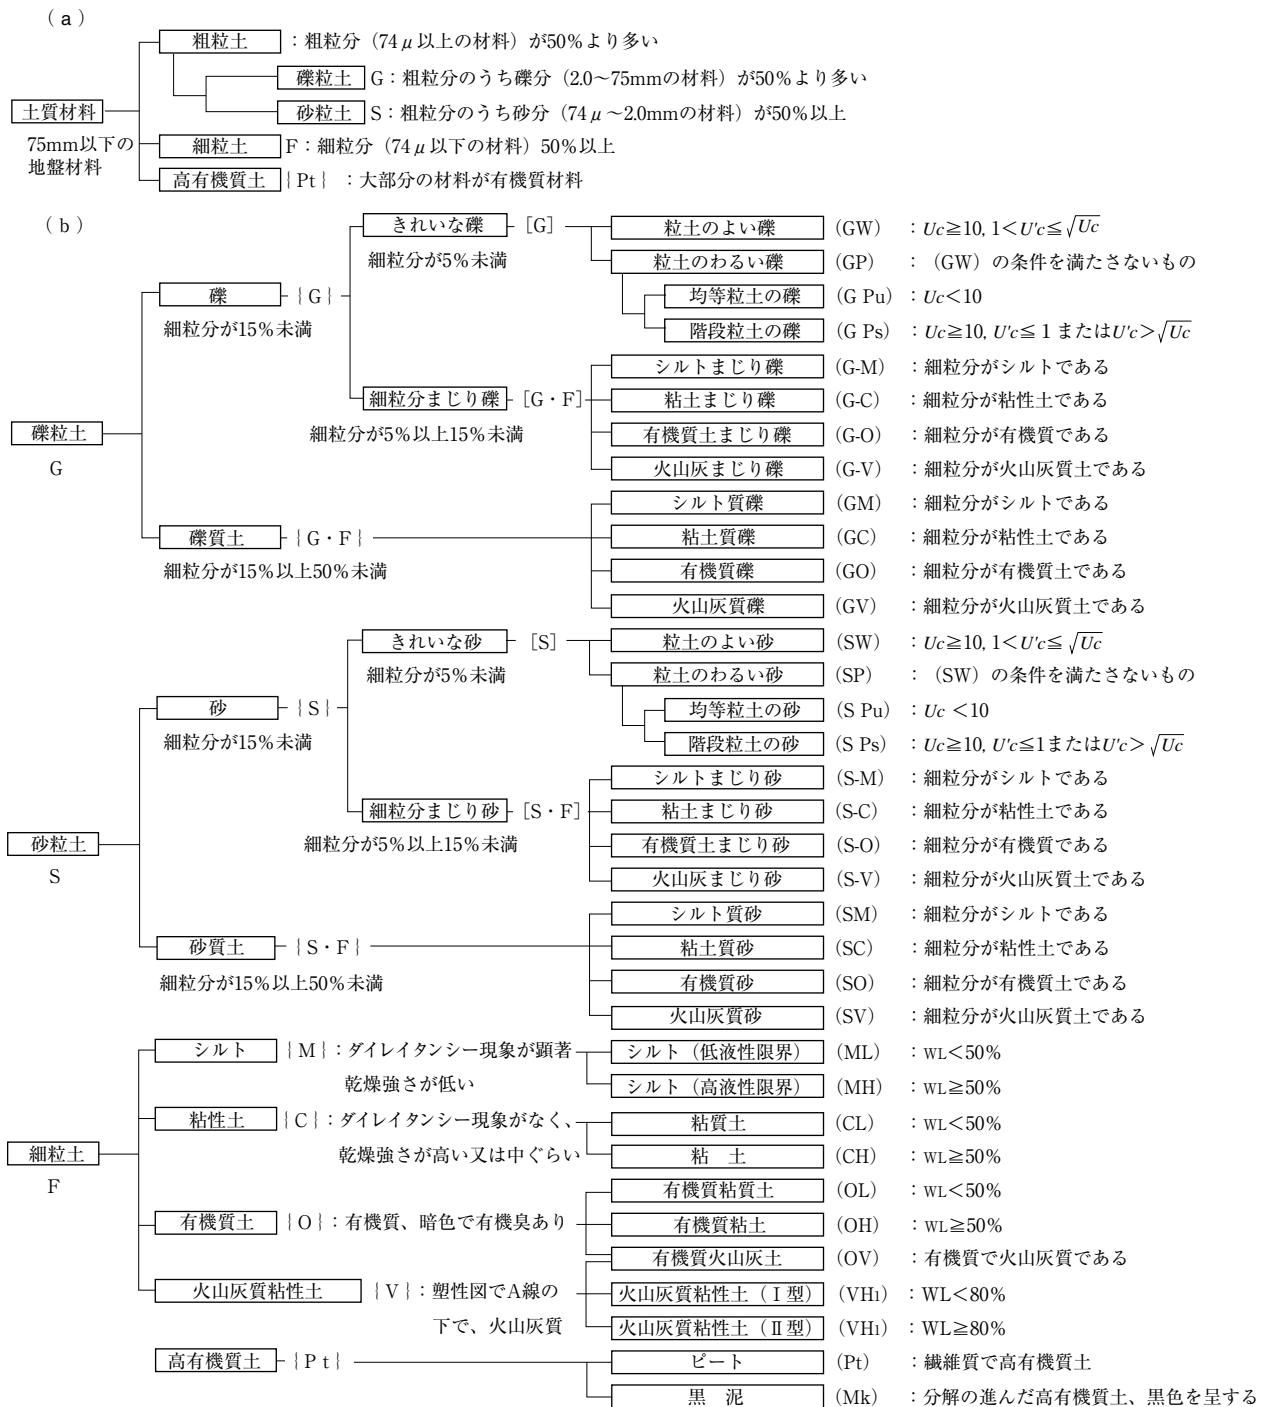 (a)
粗粒土 ：粗粒分（74μ以上の材料）が50%より多い
礫粒土 G：粗粒分のうち礫分（2.0～75mmの材料）が50%より多い
土質材料 砂粒土 S：粗粒分のうち砂分（74μ～2.0mmの材料）が50%以上
75mm以下の 細粒土 F：細粒分（74μ以下の材料）50%以上
地盤材料
高有機質土 ｛Pt｝ ：大部分の材料が有機質材料
(b)
きれいな礫 ［G］ 粒土のよい礫 (GW) ：Uc≧10, 1＜U'c≦√Uc
細粒分が5%未満 粒土のわるい礫 (GP) ：（GW）の条件を満たさないもの
礫 ｛G｝ 均等粒土の礫 (G Pu) ：Uc＜10
細粒分が15%未満 階段粒土の礫 (G Ps) ：Uc≧10, U'c≦1 またはU'c＞√Uc
シルトまじり礫 (G-M) ：細粒分がシルトである
細粒分まじり礫 ［G・F］ 粘土まじり礫 (G-C) ：細粒分が粘性土である
礫粒土 細粒分が5%以上15%未満 有機質土まじり礫 (G-O) ：細粒分が有機質である
G 火山灰まじり礫 (G-V) ：細粒分が火山灰質土である
シルト質礫 (GM) ：細粒分がシルトである
礫質土 ｛G・F｝ 粘土質礫 (GC) ：細粒分が粘性土である
細粒分が15%以上50%未満 有機質礫 (GO) ：細粒分が有機質土である
火山灰質礫 (GV) ：細粒分が火山灰質土である
きれいな砂 ［S］ 粒土のよい砂 (SW) ：Uc≧10, 1＜U'c≦√Uc
細粒分が5%未満 粒土のわるい砂 (SP) ：（SW）の条件を満たさないもの
砂 ｛S｝ 均等粒土の砂 (S Pu) ：Uc ＜10
細粒分が15%未満 階段粒土の砂 (S Ps) ：Uc≧10, U'c≦1またはU'c＞√Uc
シルトまじり砂 (S-M) ：細粒分がシルトである
細粒分まじり砂 ［S・F］ 粘土まじり砂 (S-C) ：細粒分が粘性土である
砂粒土 細粒分が5%以上15%未満 有機質土まじり砂 (S-O) ：細粒分が有機質である
S 火山灰まじり砂 (S-V) ：細粒分が火山灰質土である
シルト質砂 (SM) ：細粒分がシルトである
砂質土 ｛S・F｝ 粘土質砂 (SC) ：細粒分が粘性土である
細粒分が15%以上50%未満 有機質砂 (SO) ：細粒分が有機質土である
火山灰質砂 (SV) ：細粒分が火山灰質土である
シルト ｛M｝：ダイレイタンシー現象が顕著 シルト（低液性限界） (ML) ：WL＜50%
乾燥強さが低い シルト（高液性限界） (MH) ：WL≧50%
粘性土 ｛C｝：ダイレイタンシー現象がなく、 粘質土 (CL) ：WL＜50%
細粒土 乾燥強さが高い又は中ぐらい 粘 土 (CH) ：WL≧50%
F 有機質粘質土 (OL) ：WL＜50%
有機質土 ｛O｝：有機質、暗色で有機臭あり 有機質粘土 (OH) ：WL≧50%
有機質火山灰土 (OV) ：有機質で火山灰質である
火山灰質粘性土 ｛V｝：塑性図でA線の 火山灰質粘性土（Ⅰ型） (VH1) ：WL＜80%
下で、火山灰質 火山灰質粘性土（Ⅱ型） (VH1) ：WL≧80%
高有機質土 ｛Pt｝ ピート (Pt) ：繊維質で高有機質土
黒 泥 (Mk) ：分解の進んだ高有機質土、黒色を呈する